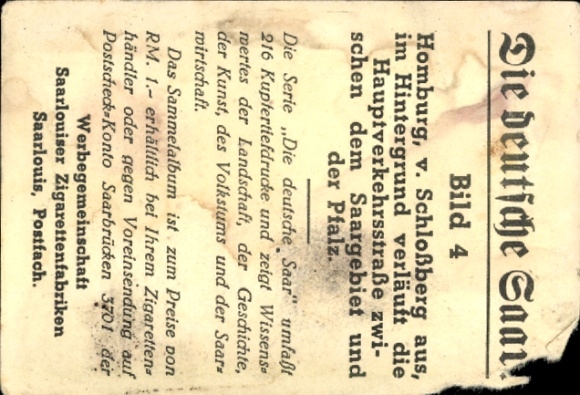 Die deutsche Saar
Bild 4
Homburg, v. Schloßberg aus,
im Hintergrund verläuft die
Hauptverkehrsstraße zwi-
schen dem Saargebiet und
der Pfalz.
Die Serie „Die deutsche Saar" umfaßt
216 Kupfertiefdrucke und zeigt Wissens-
wertes der Landschaft, der Geschichte,
der Kunst, des Volkstums und der Saar-
wirtschaft.
Das Sammelalbum ist zum Preise von
RM. 1.- erhältlich bei Ihrem Zigaretten-
händler oder gegen Voreinsendung auf
Postscheck-Konto Saarbrücken 3701 der
Werbegemeinschaft
Saarlouiser Zigarettenfabriken
Saarlouis, Postfach.